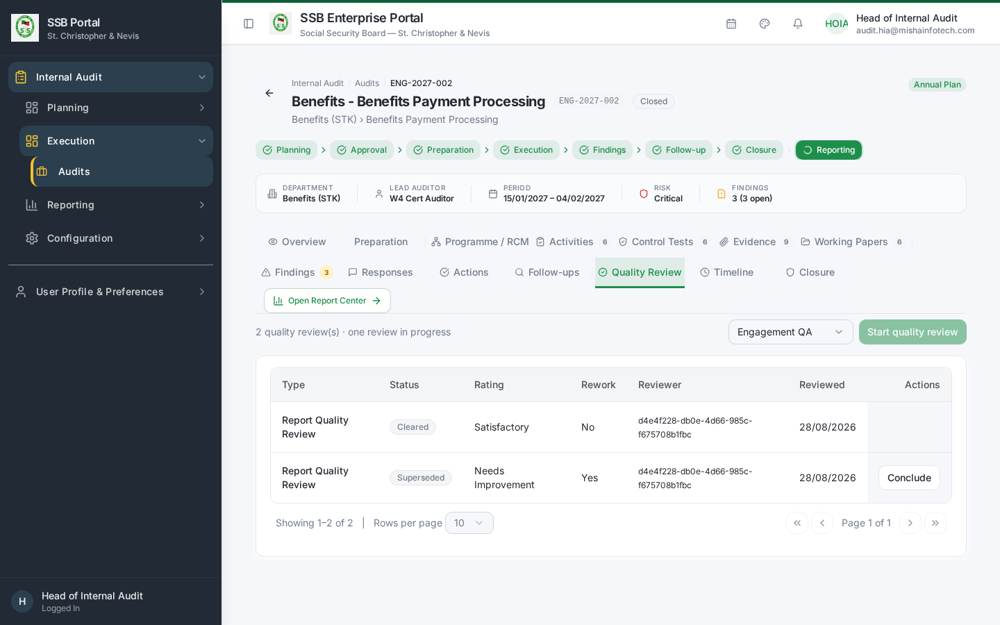 SSB Portal
St. Christopher & Nevis
Internal Audit
Planning
Execution
Audits
Reporting
Configuration
User Profile & Preferences
H
Head of Internal Audit
Logged In
SSB Enterprise Portal
Social Security Board — St. Christopher & Nevis
HOIA
Head of Internal Audit
audit.hia@mishainfotech.com
Internal Audit / Audits / ENG-2027-002
Annual Plan
Benefits - Benefits Payment Processing ENG-2027-002 Closed
Benefits (STK) › Benefits Payment Processing
Planning Approval Preparation Execution Findings Follow-up Closure Reporting
DEPARTMENT
Benefits (STK)
LEAD AUDITOR
W4 Cert Auditor
PERIOD
15/01/2027 – 04/02/2027
RISK
Critical
FINDINGS
3 (3 open)
Overview Preparation Programme / RCM Activities 6 Control Tests 6 Evidence 9 Working Papers 6
Findings 3 Responses Actions Follow-ups Quality Review Timeline Closure
Open Report Center
2 quality review(s) · one review in progress
Engagement QA
Start quality review
Type Status Rating Rework Reviewer Reviewed Actions
Report Quality Review
Cleared
Satisfactory
No
d4e4f228-db0e-4d66-985c-
f675708b1fbc
28/08/2026
Report Quality Review
Superseded
Needs Improvement
Yes
d4e4f228-db0e-4d66-985c-
f675708b1fbc
28/08/2026
Conclude
Showing 1–2 of 2 | Rows per page 10
Page 1 of 1